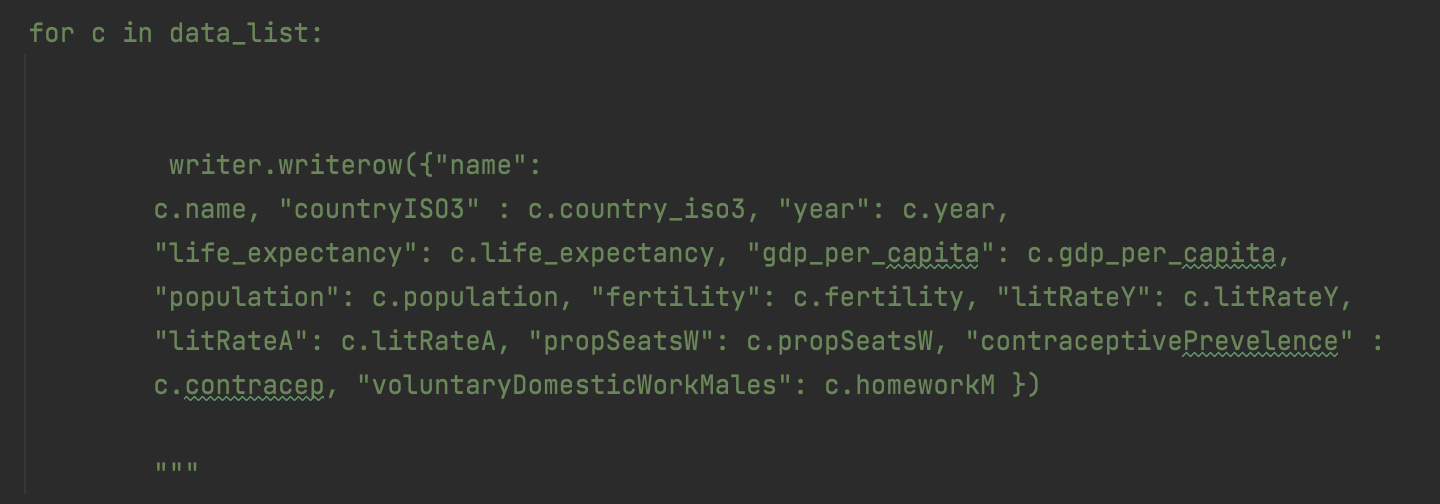 for c in data_list:
writer.writerow({"name":
c.name, "countryISO3" : c.country_iso3, "year": c.year,
"life_expectancy": c.life_expectancy, "gdp_per_capita": c.gdp_per_capita,
"population": c.population, "fertility": c.fertility, "litRateY": c.litRateY,
"litRateA": c.litRateA, "propSeatsW": c.propSeatsW, "contraceptivePrevelence" :
c.contracep, "voluntaryDomesticWorkMales": c.homeworkM })
"""